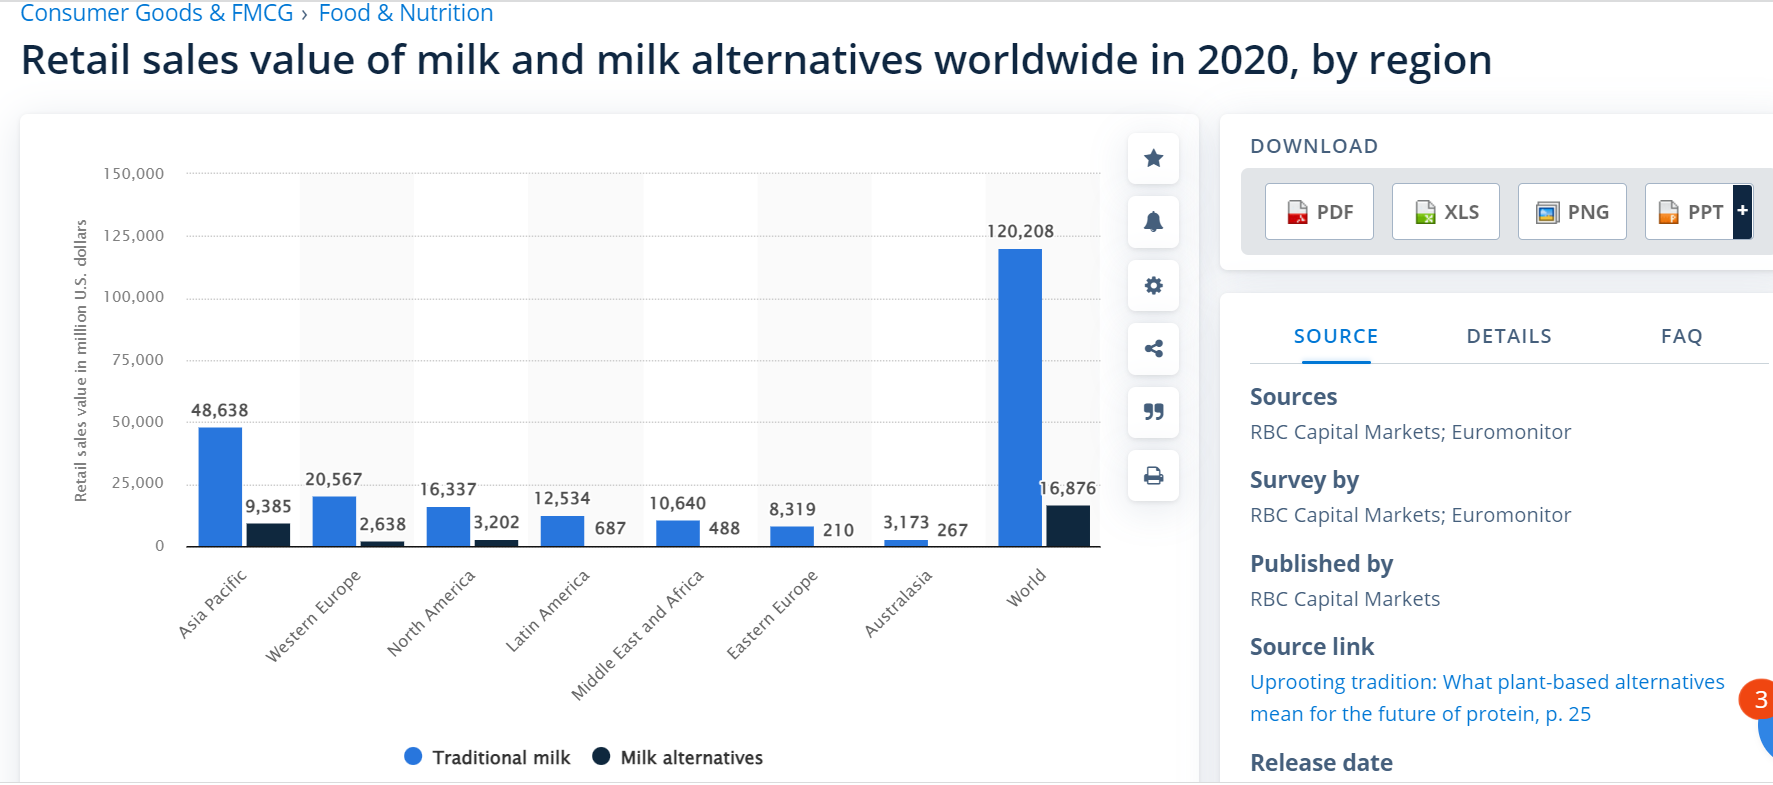 Consumer Goods & FMCG › Food & Nutrition
Retail sales value of milk and milk alternatives worldwide in 2020, by region
Retail sales value in million U.S. dollars
150,000
125,000
100,000
75,000
50,000
25,000
0
48,638
9,385
20,567
2,638
16,337
3,202
12,534
687
10,640
488
8,319
210
3,173
267
120,208
16,876
Asia Pacific
Western Europe
North America
Latin America
Middle East and Africa
Eastern Europe
Australasia
World
Traditional milk
Milk alternatives
DOWNLOAD
PDF
XLS
PNG
PPT
+
SOURCE
DETAILS
FAQ
Sources
RBC Capital Markets; Euromonitor
Survey by
RBC Capital Markets; Euromonitor
Published by
RBC Capital Markets
Source link
Uprooting tradition: What plant-based alternatives
mean for the future of protein, p. 25
Release date
3